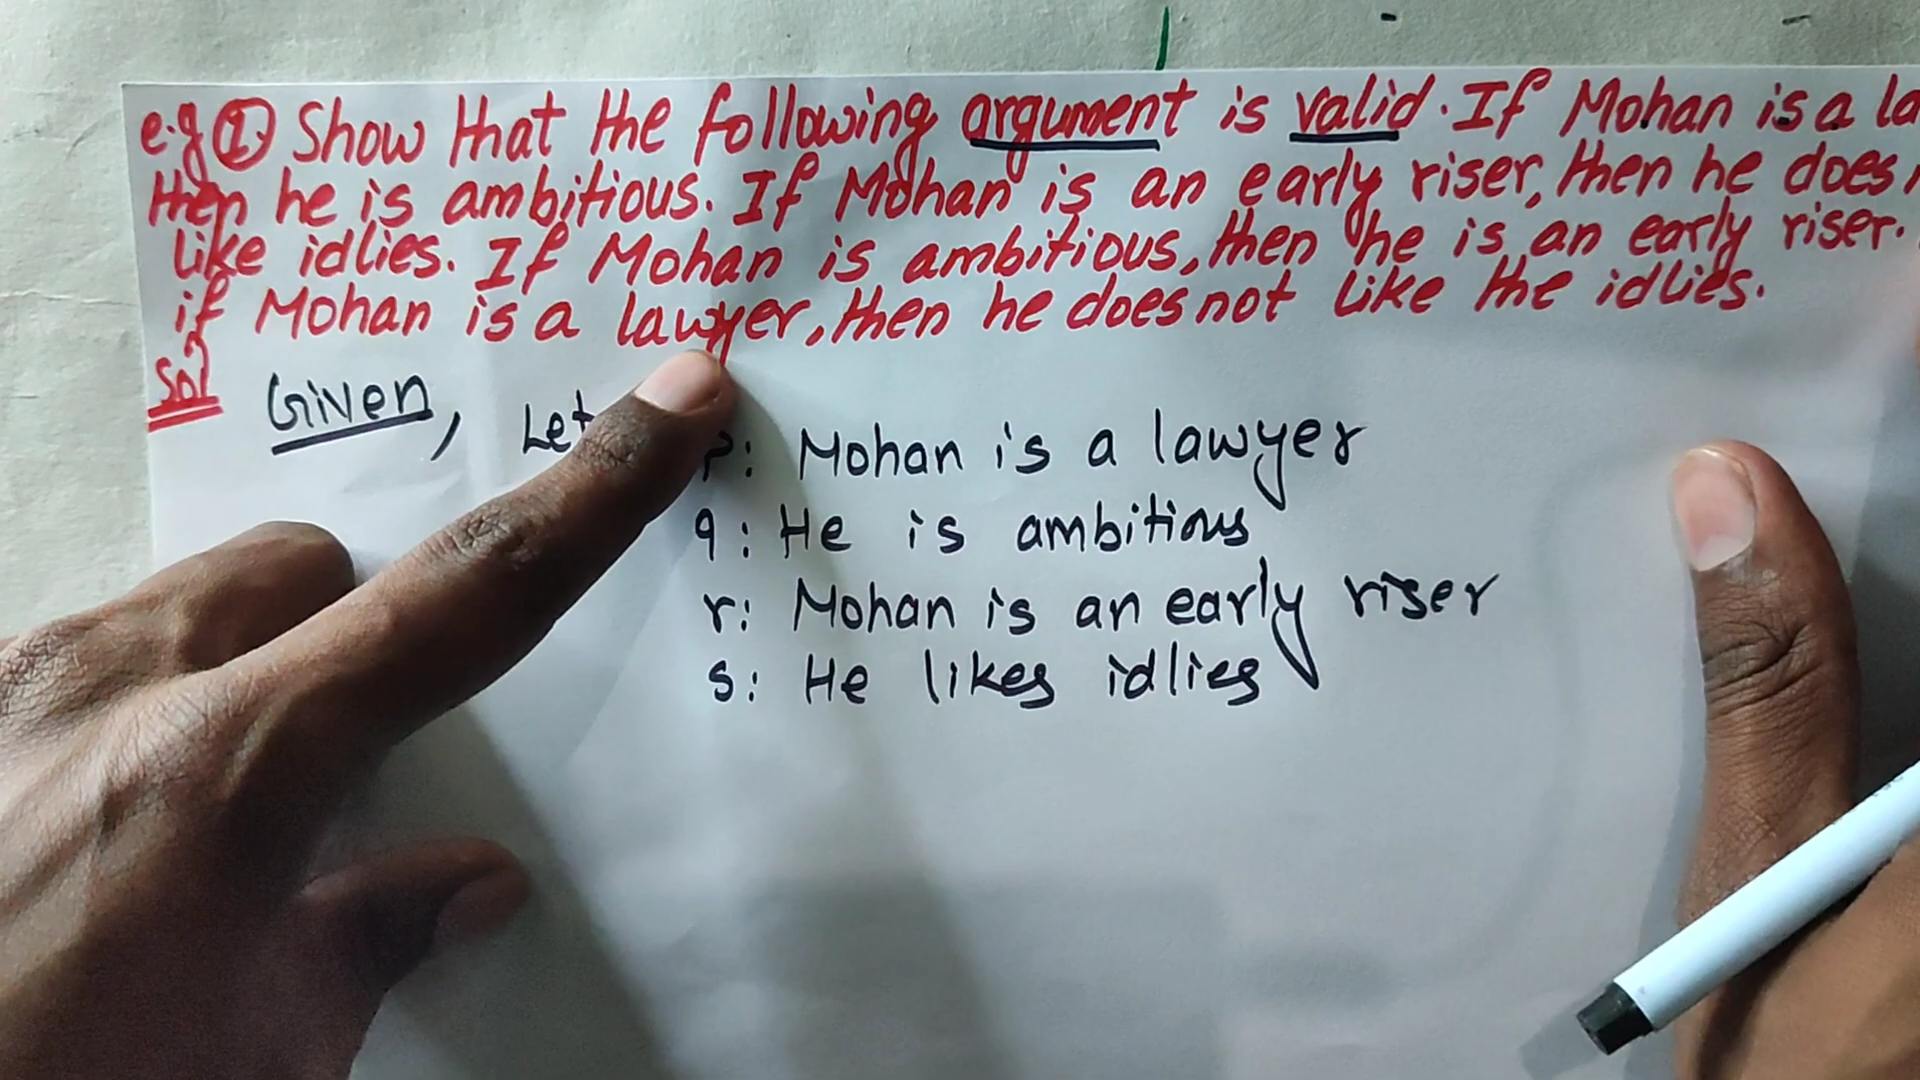 e.g ① Show that the following argument is valid. If Mohan is a la
then he is ambitious. If Mohan is an early riser, then he does
like idlies. If Mohan is ambitious, then he is an early riser.
if Mohan is a lawyer, then he does not like the idlies.
Sol
Given, Let
p: Mohan is a lawyer
q: He is ambitious
r: Mohan is an early riser
s: He likes idlies